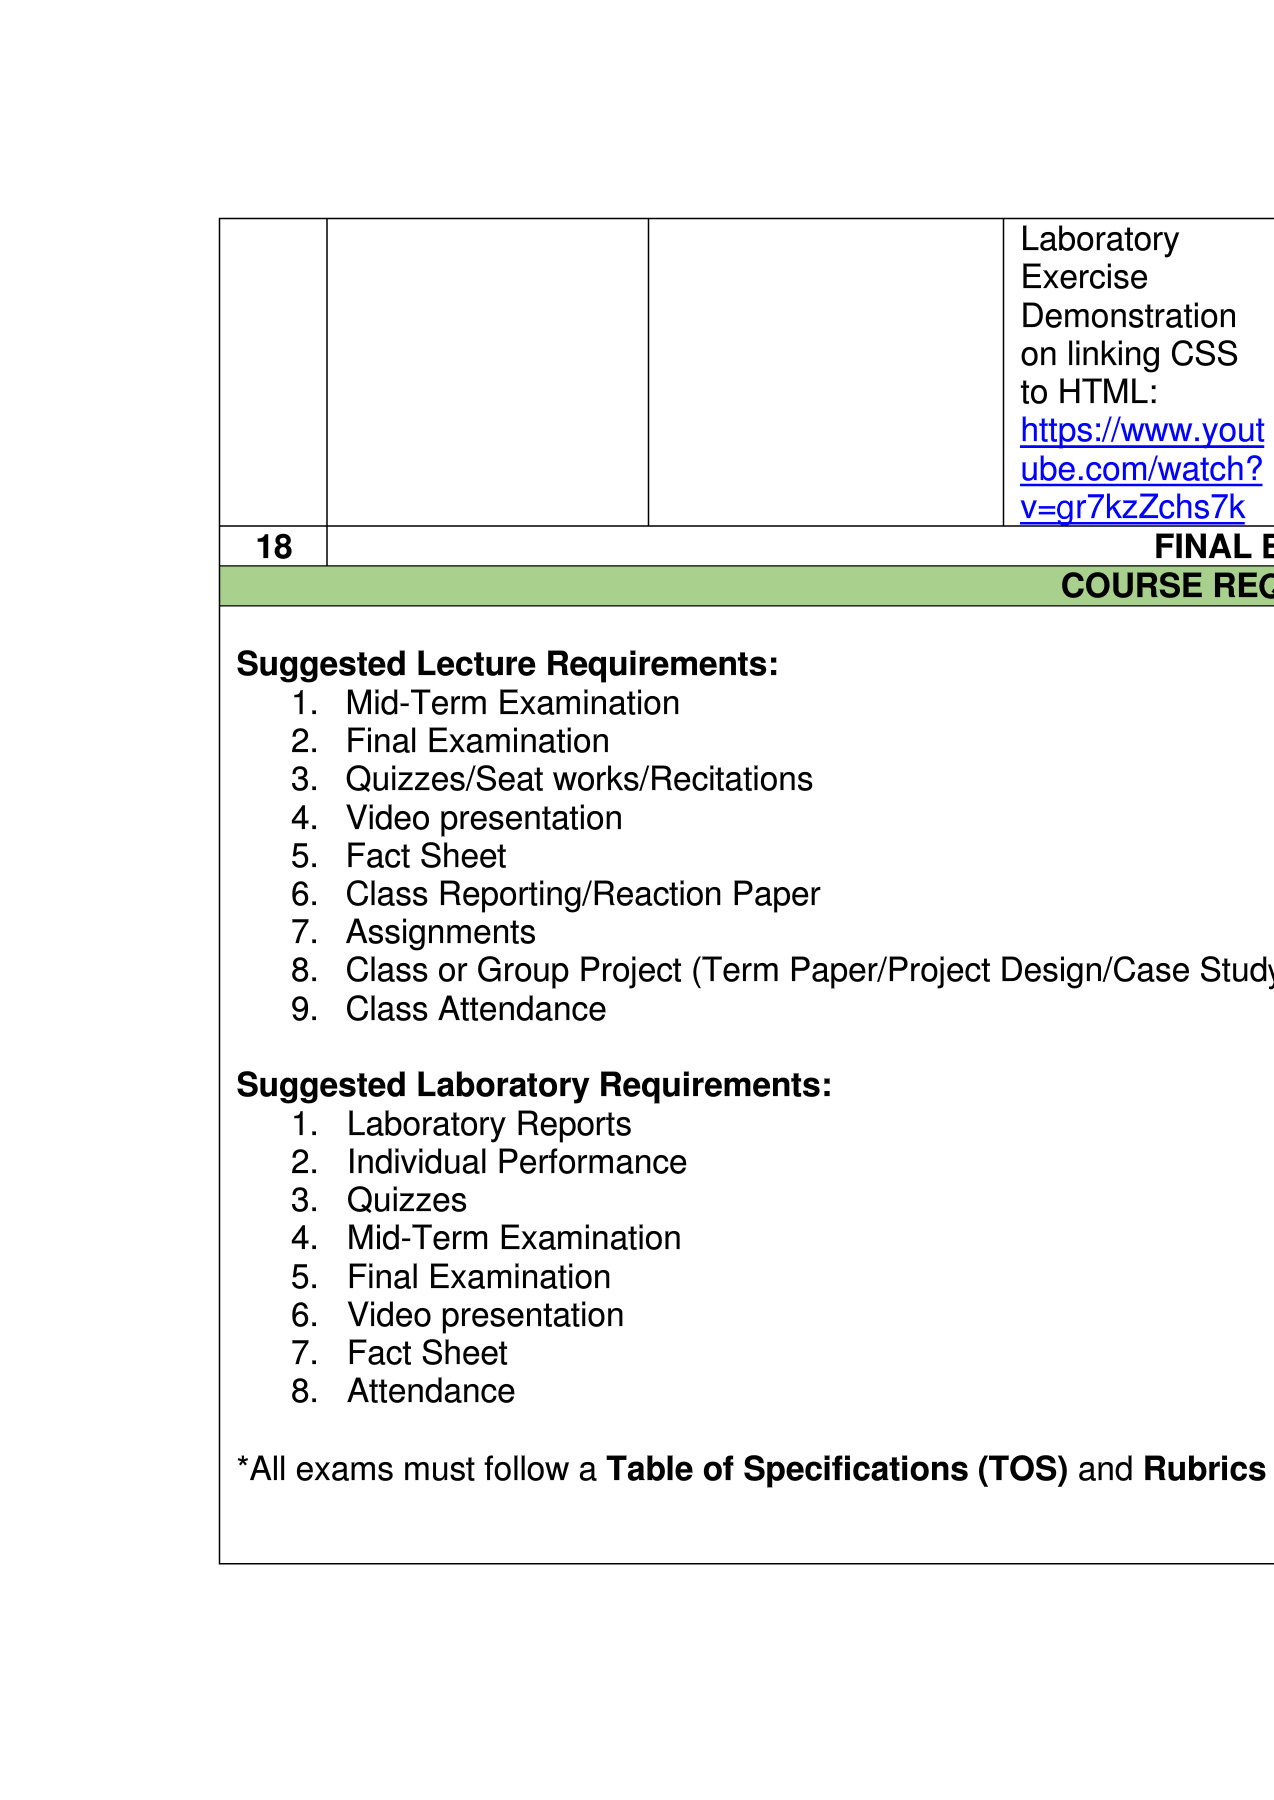 Laboratory
Exercise
Demonstration
on linking CSS
to HTML:
https://www.yout
ube.com/watch?
v=gr7kzZchs7k
18 FINAL E
COURSE REQ
Suggested Lecture Requirements:
1. Mid-Term Examination
2. Final Examination
3. Quizzes/Seat works/Recitations
4. Video presentation
5. Fact Sheet
6. Class Reporting/Reaction Paper
7. Assignments
8. Class or Group Project (Term Paper/Project Design/Case Study
9. Class Attendance
Suggested Laboratory Requirements:
1. Laboratory Reports
2. Individual Performance
3. Quizzes
4. Mid-Term Examination
5. Final Examination
6. Video presentation
7. Fact Sheet
8. Attendance
*All exams must follow a Table of Specifications (TOS) and Rubrics